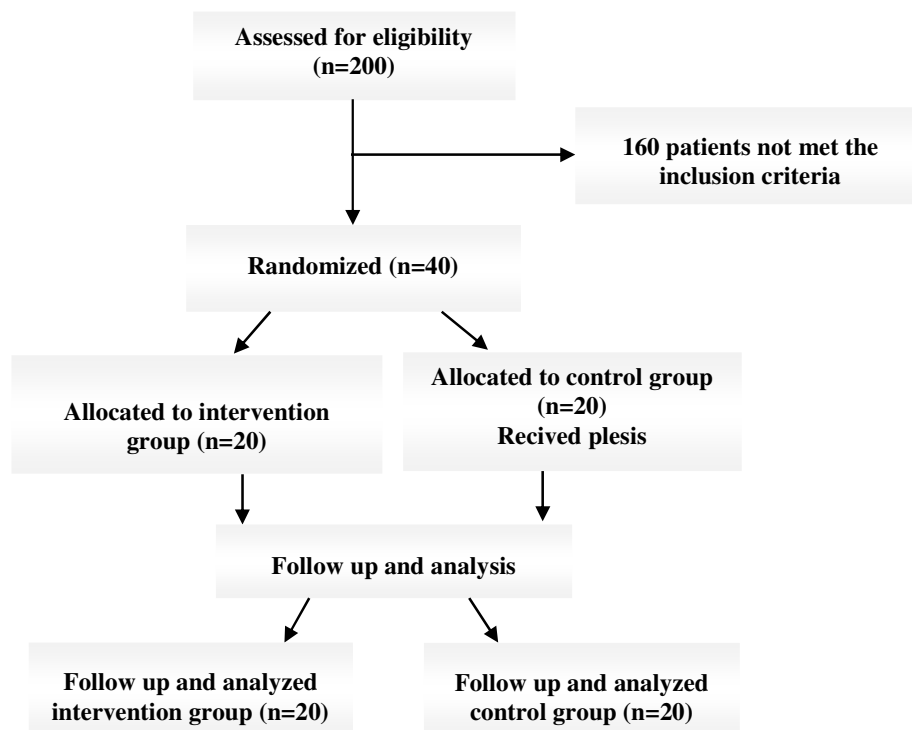 Assessed for eligibility
(n=200)
160 patients not met the
inclusion criteria
Randomized (n=40)
Allocated to intervention
group (n=20)
Allocated to control group
(n=20)
Recived plesis
Follow up and analysis
Follow up and analyzed
intervention group (n=20)
Follow up and analyzed
control group (n=20)